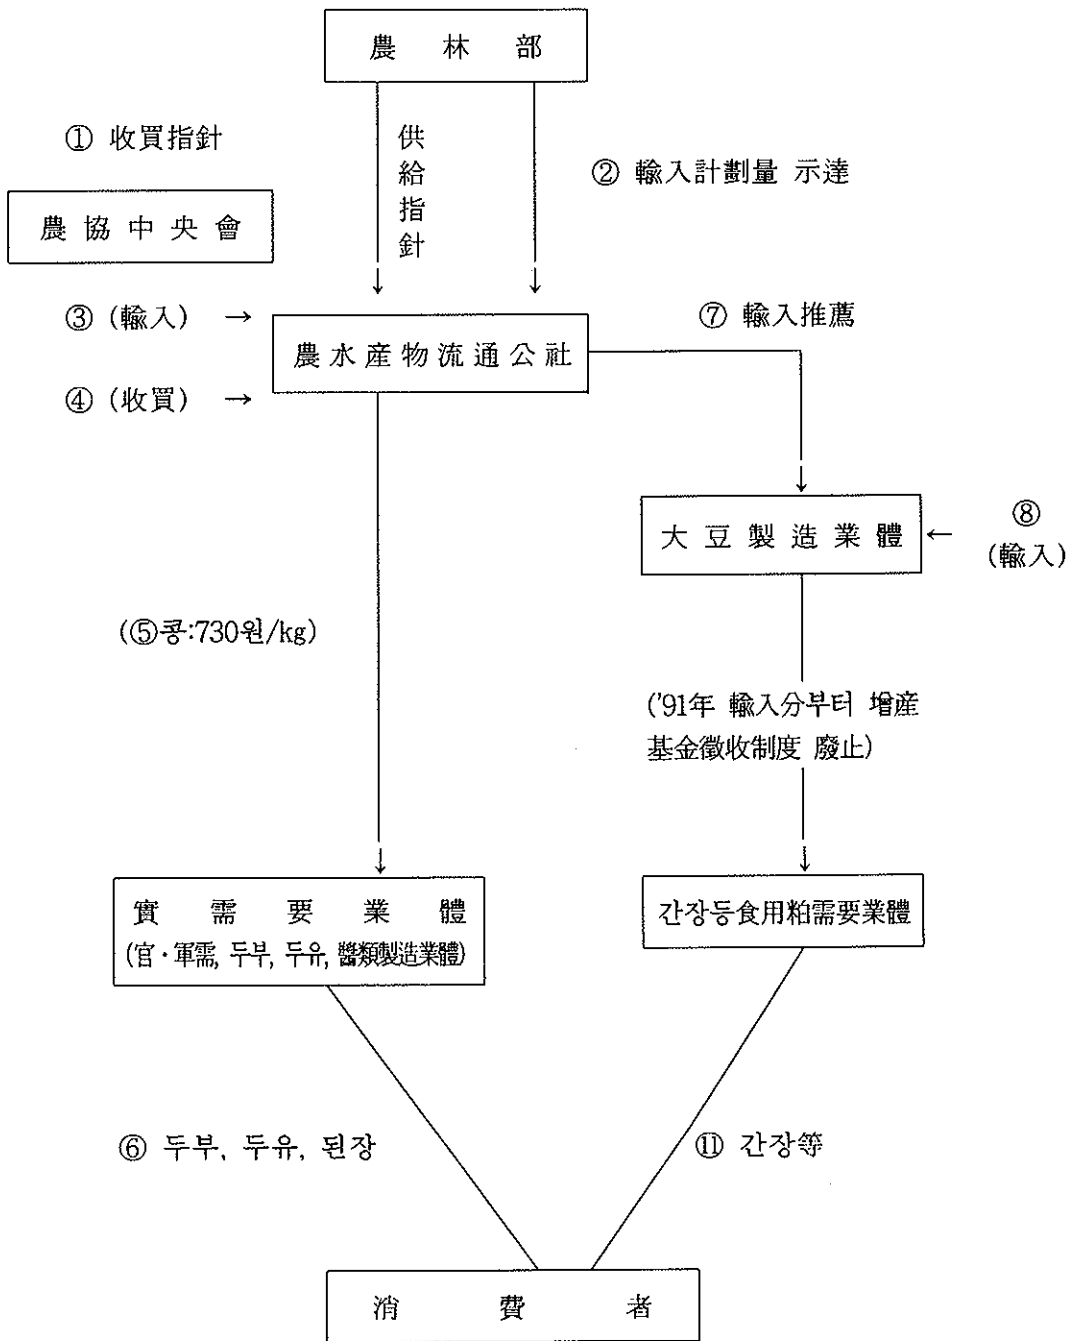 農 林 部
① 收買指針
供給指針
② 輸入計劃量 示達
農協中央會
③ (輸入) →
⑦ 輸入推薦
農水産物流通公社
④ (收買) →
大豆製造業體
← ⑧
(輸入)
(⑤콩:730원/kg)
('91年 輸入分부터 增産
基金徵收制度 廢止)
實 需 要 業 體
(官·軍需, 두부, 두유, 醬類製造業體)
간장등食用粕需要業體
⑥ 두부, 두유, 된장
⑪ 간장等
消 費 者